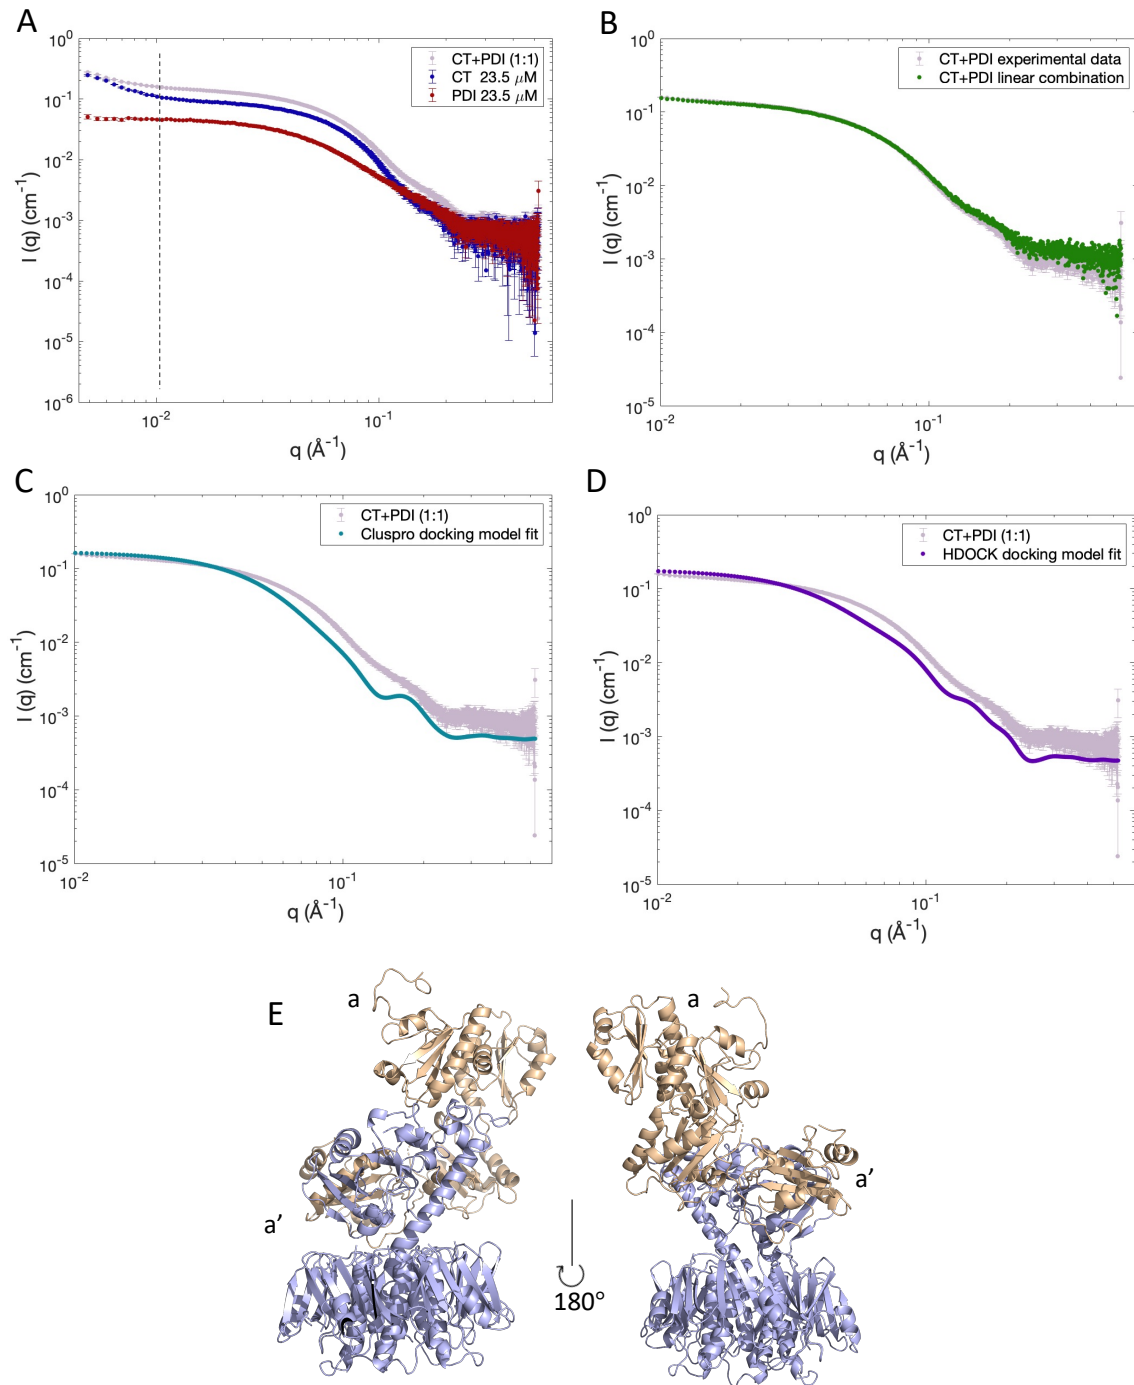 A
10^0
10^-1
10^-2
10^-3
10^-4
10^-5
10^-6
I (q) (cm^-1)
10^-2
10^-1
q (Å^-1)
CT+PDI (1:1)
CT 23.5 μM
PDI 23.5 μM
B
10^0
10^-1
10^-2
10^-3
10^-4
10^-5
I (q) (cm^-1)
10^-2
10^-1
q (Å^-1)
CT+PDI experimental data
CT+PDI linear combination
C
10^0
10^-1
10^-2
10^-3
10^-4
10^-5
I (q) (cm^-1)
10^-2
10^-1
q (Å^-1)
CT+PDI (1:1)
Cluspro docking model fit
D
10^0
10^-1
10^-2
10^-3
10^-4
10^-5
I (q) (cm^-1)
10^-2
10^-1
q (Å^-1)
CT+PDI (1:1)
HDOCK docking model fit
E
a
a
a’
a’
180°